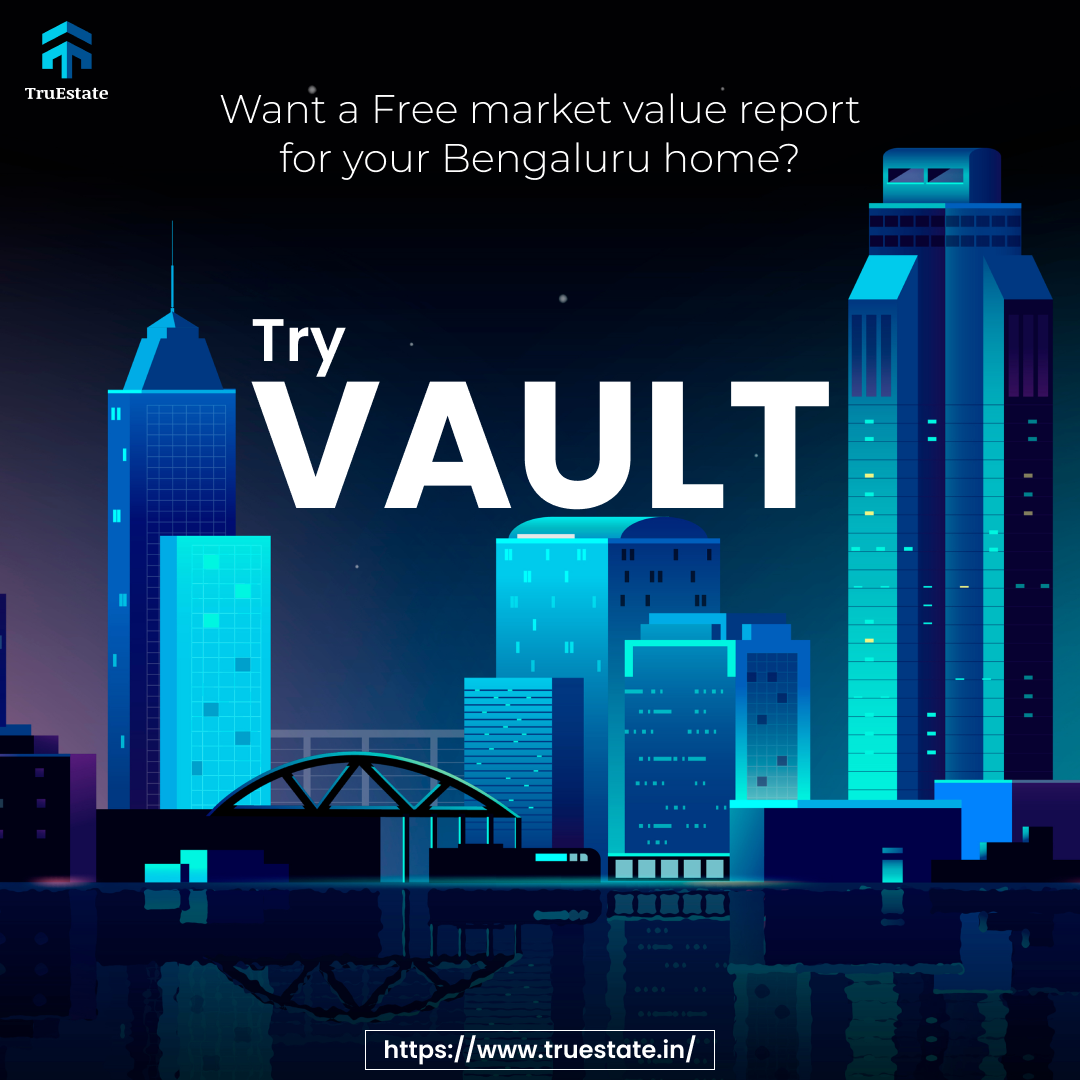 TruEstate
Want a Free market value report
for your Bengaluru home?
Try
VAULT
https://www.truestate.in/